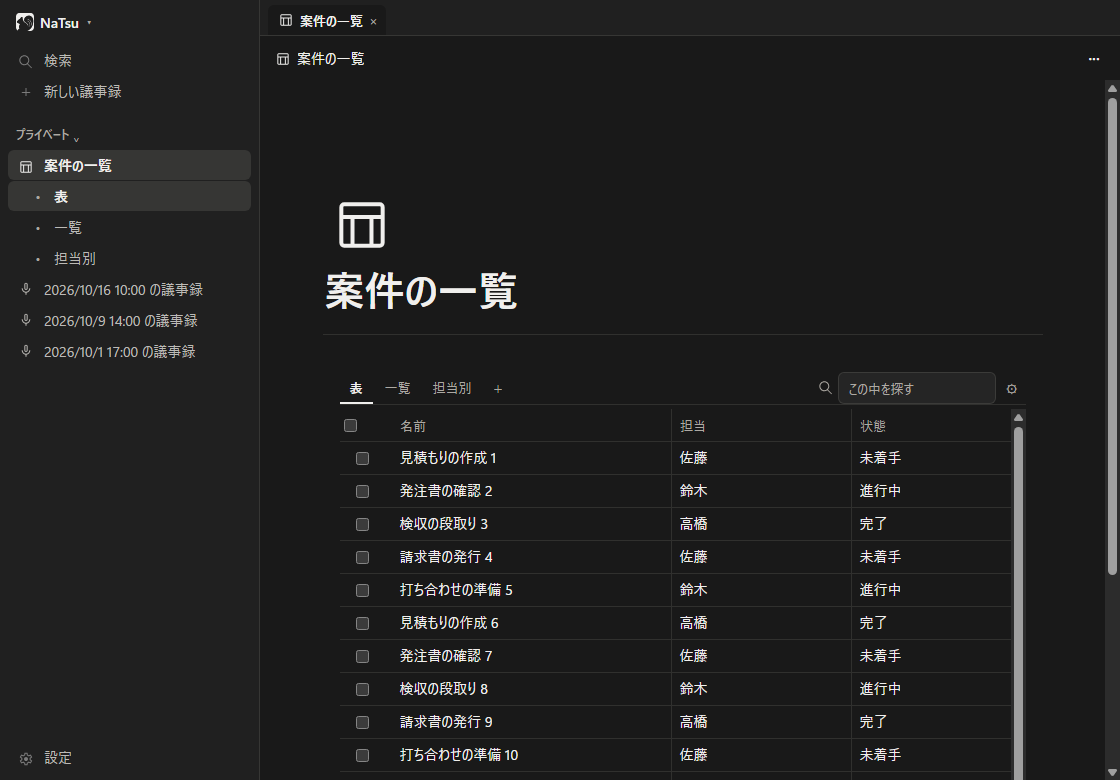 NaTsu
検索
新しい議事録
プライベート
案件の一覧
表
一覧
担当別
2026/10/16 10:00 の議事録
2026/10/9 14:00 の議事録
2026/10/1 17:00 の議事録
設定
案件の一覧 ×
案件の一覧
案件の一覧
表 一覧 担当別 +
この中を探す
名前 担当 状態
見積もりの作成 1 佐藤 未着手
発注書の確認 2 鈴木 進行中
検収の段取り 3 高橋 完了
請求書の発行 4 佐藤 未着手
打ち合わせの準備 5 鈴木 進行中
見積もりの作成 6 高橋 完了
発注書の確認 7 佐藤 未着手
検収の段取り 8 鈴木 進行中
請求書の発行 9 高橋 完了
打ち合わせの準備 10 佐藤 未着手